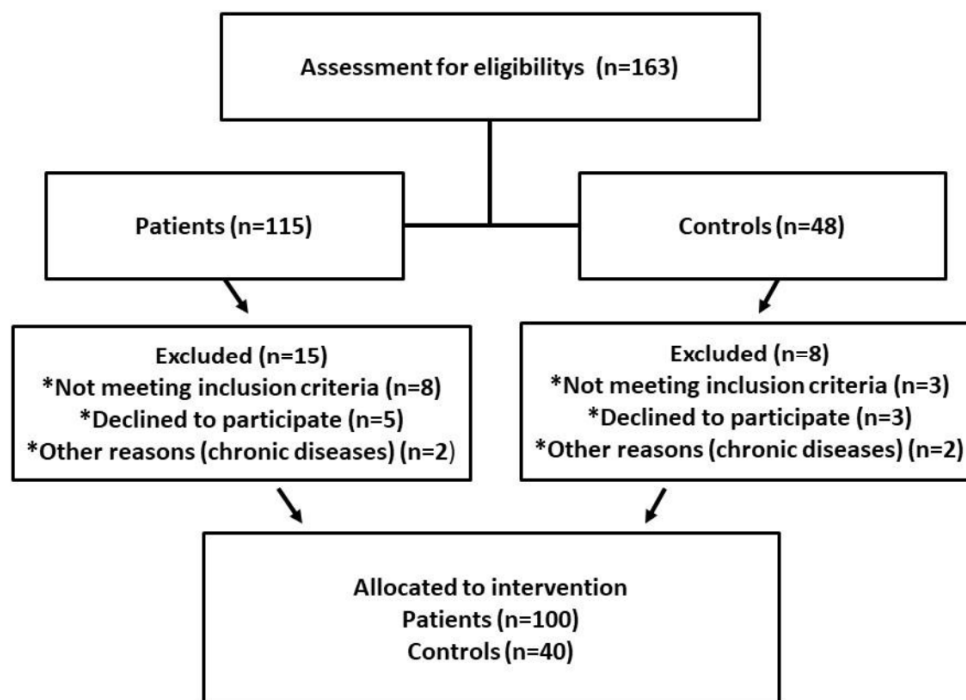 Assessment for eligibilitys (n=163)
Patients (n=115)
Controls (n=48)
Excluded (n=15)
*Not meeting inclusion criteria (n=8)
*Declined to participate (n=5)
*Other reasons (chronic diseases) (n=2)
Excluded (n=8)
*Not meeting inclusion criteria (n=3)
*Declined to participate (n=3)
*Other reasons (chronic diseases) (n=2)
Allocated to intervention
Patients (n=100)
Controls (n=40)